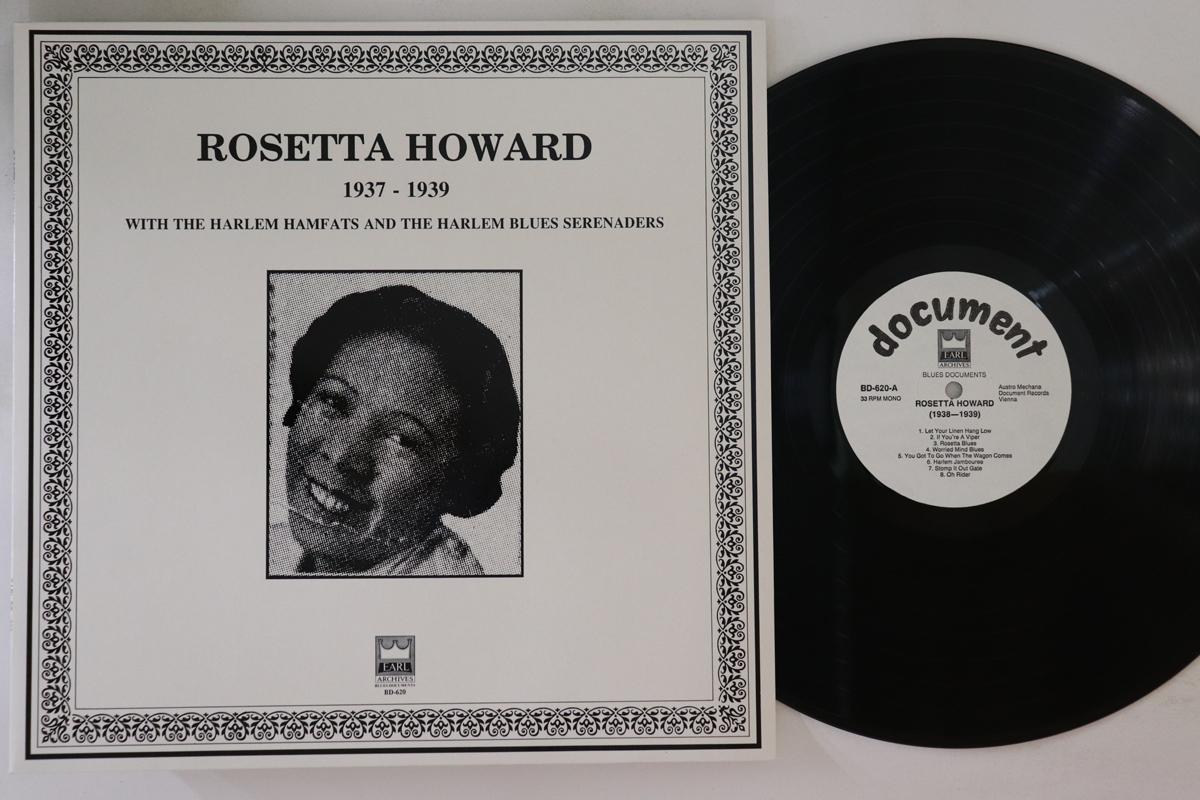 ROSETTA HOWARD
1937 - 1939
WITH THE HARLEM HAMFATS AND THE HARLEM BLUES SERENADERS
EARL
ARCHIVES
BLUES DOCUMENTS
BD-620
document
EARL
ARCHIVES
BLUES DOCUMENTS
BD-620-A
33 RPM MONO
Austro Mechana
Document Records
Vienna
ROSETTA HOWARD
(1938—1939)
1. Let Your Linen Hang Low
2. If You're A Viper
3. Rosetta Blues
4. Worried Mind Blues
5. You Got To Go When The Wagon Comes
6. Harlem Jambouree
7. Stomp It Out Gate
8. Oh Rider